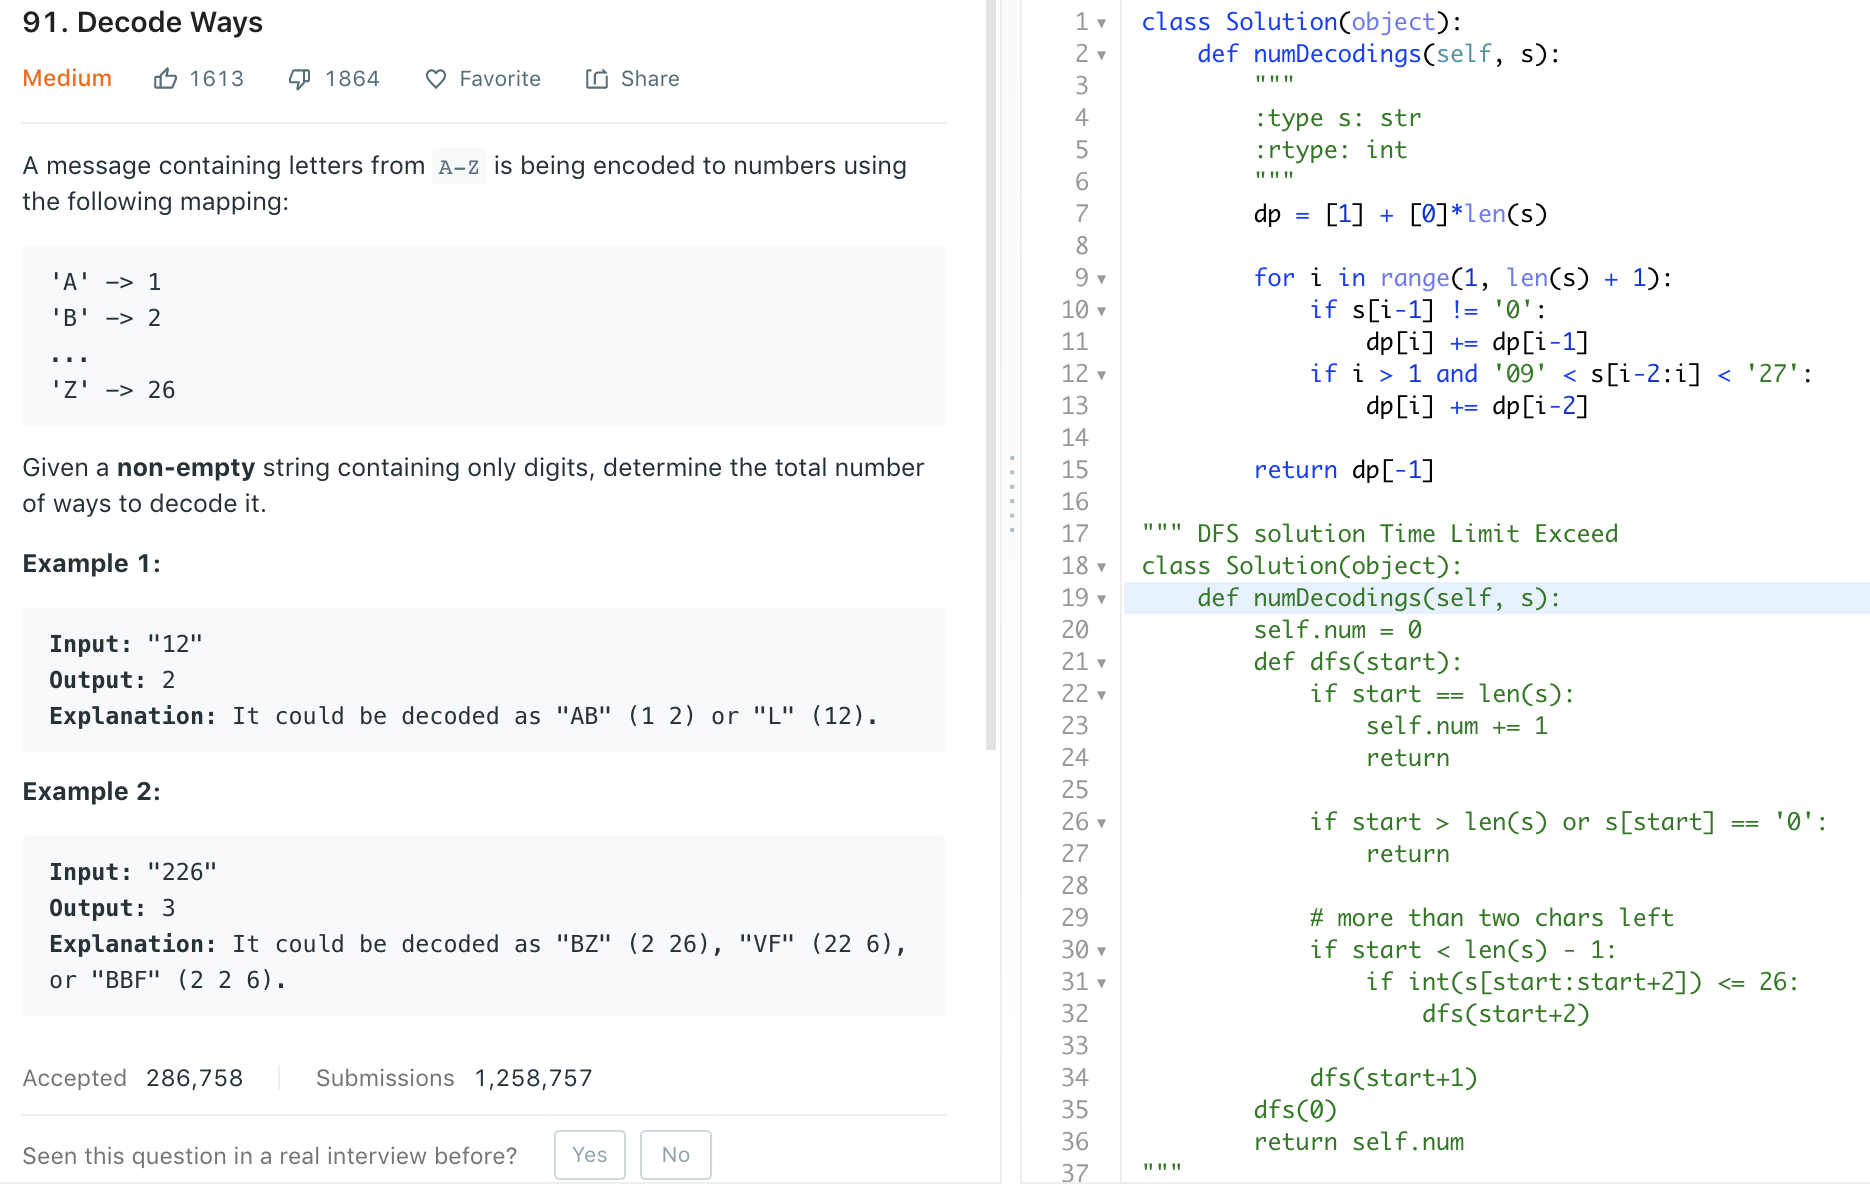 91. Decode Ways
Medium 1613 1864 Favorite Share
A message containing letters from A-Z is being encoded to numbers using
the following mapping:
'A' -> 1
'B' -> 2
...
'Z' -> 26
Given a non-empty string containing only digits, determine the total number
of ways to decode it.
Example 1:
Input: "12"
Output: 2
Explanation: It could be decoded as "AB" (1 2) or "L" (12).
Example 2:
Input: "226"
Output: 3
Explanation: It could be decoded as "BZ" (2 26), "VF" (22 6),
or "BBF" (2 2 6).
Accepted 286,758 Submissions 1,258,757
Seen this question in a real interview before? Yes No
1 class Solution(object):
2     def numDecodings(self, s):
3         """
4         :type s: str
5         :rtype: int
6         """
7         dp = [1] + [0]*len(s)
8
9         for i in range(1, len(s) + 1):
10             if s[i-1] != '0':
11                 dp[i] += dp[i-1]
12             if i > 1 and '09' < s[i-2:i] < '27':
13                 dp[i] += dp[i-2]
14
15         return dp[-1]
16
17 """ DFS solution Time Limit Exceed
18 class Solution(object):
19     def numDecodings(self, s):
20         self.num = 0
21         def dfs(start):
22             if start == len(s):
23                 self.num += 1
24                 return
25
26             if start > len(s) or s[start] == '0':
27                 return
28
29             # more than two chars left
30             if start < len(s) - 1:
31                 if int(s[start:start+2]) <= 26:
32                     dfs(start+2)
33
34             dfs(start+1)
35         dfs(0)
36         return self.num
37 """